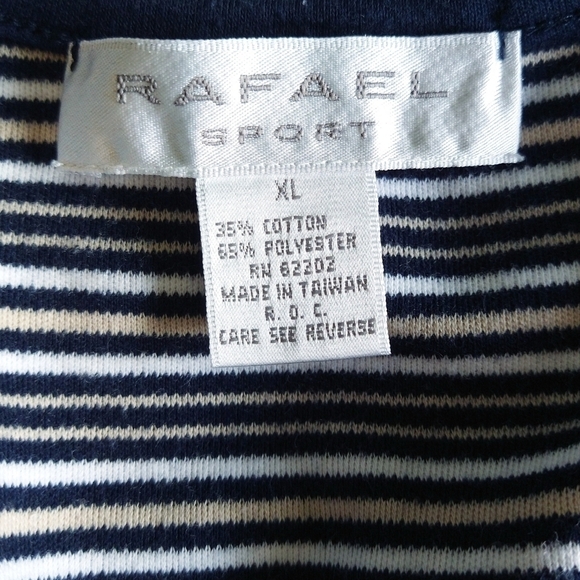 RAFAEL
SPORT
XL
35% COTTON
65% POLYESTER
RN 62202
MADE IN TAIWAN
R. O. C.
CARE SEE REVERSE